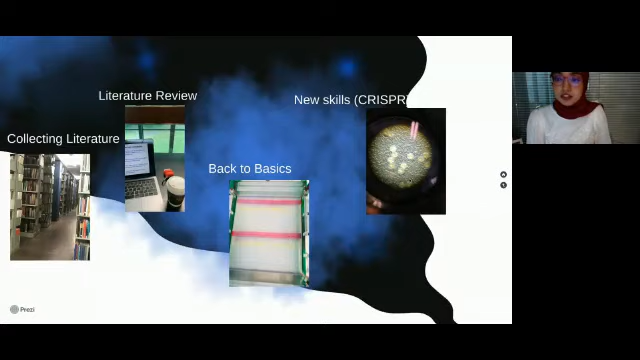 Literature Review
New skills (CRISPR
Collecting Literature
Back to Basics
Prezi